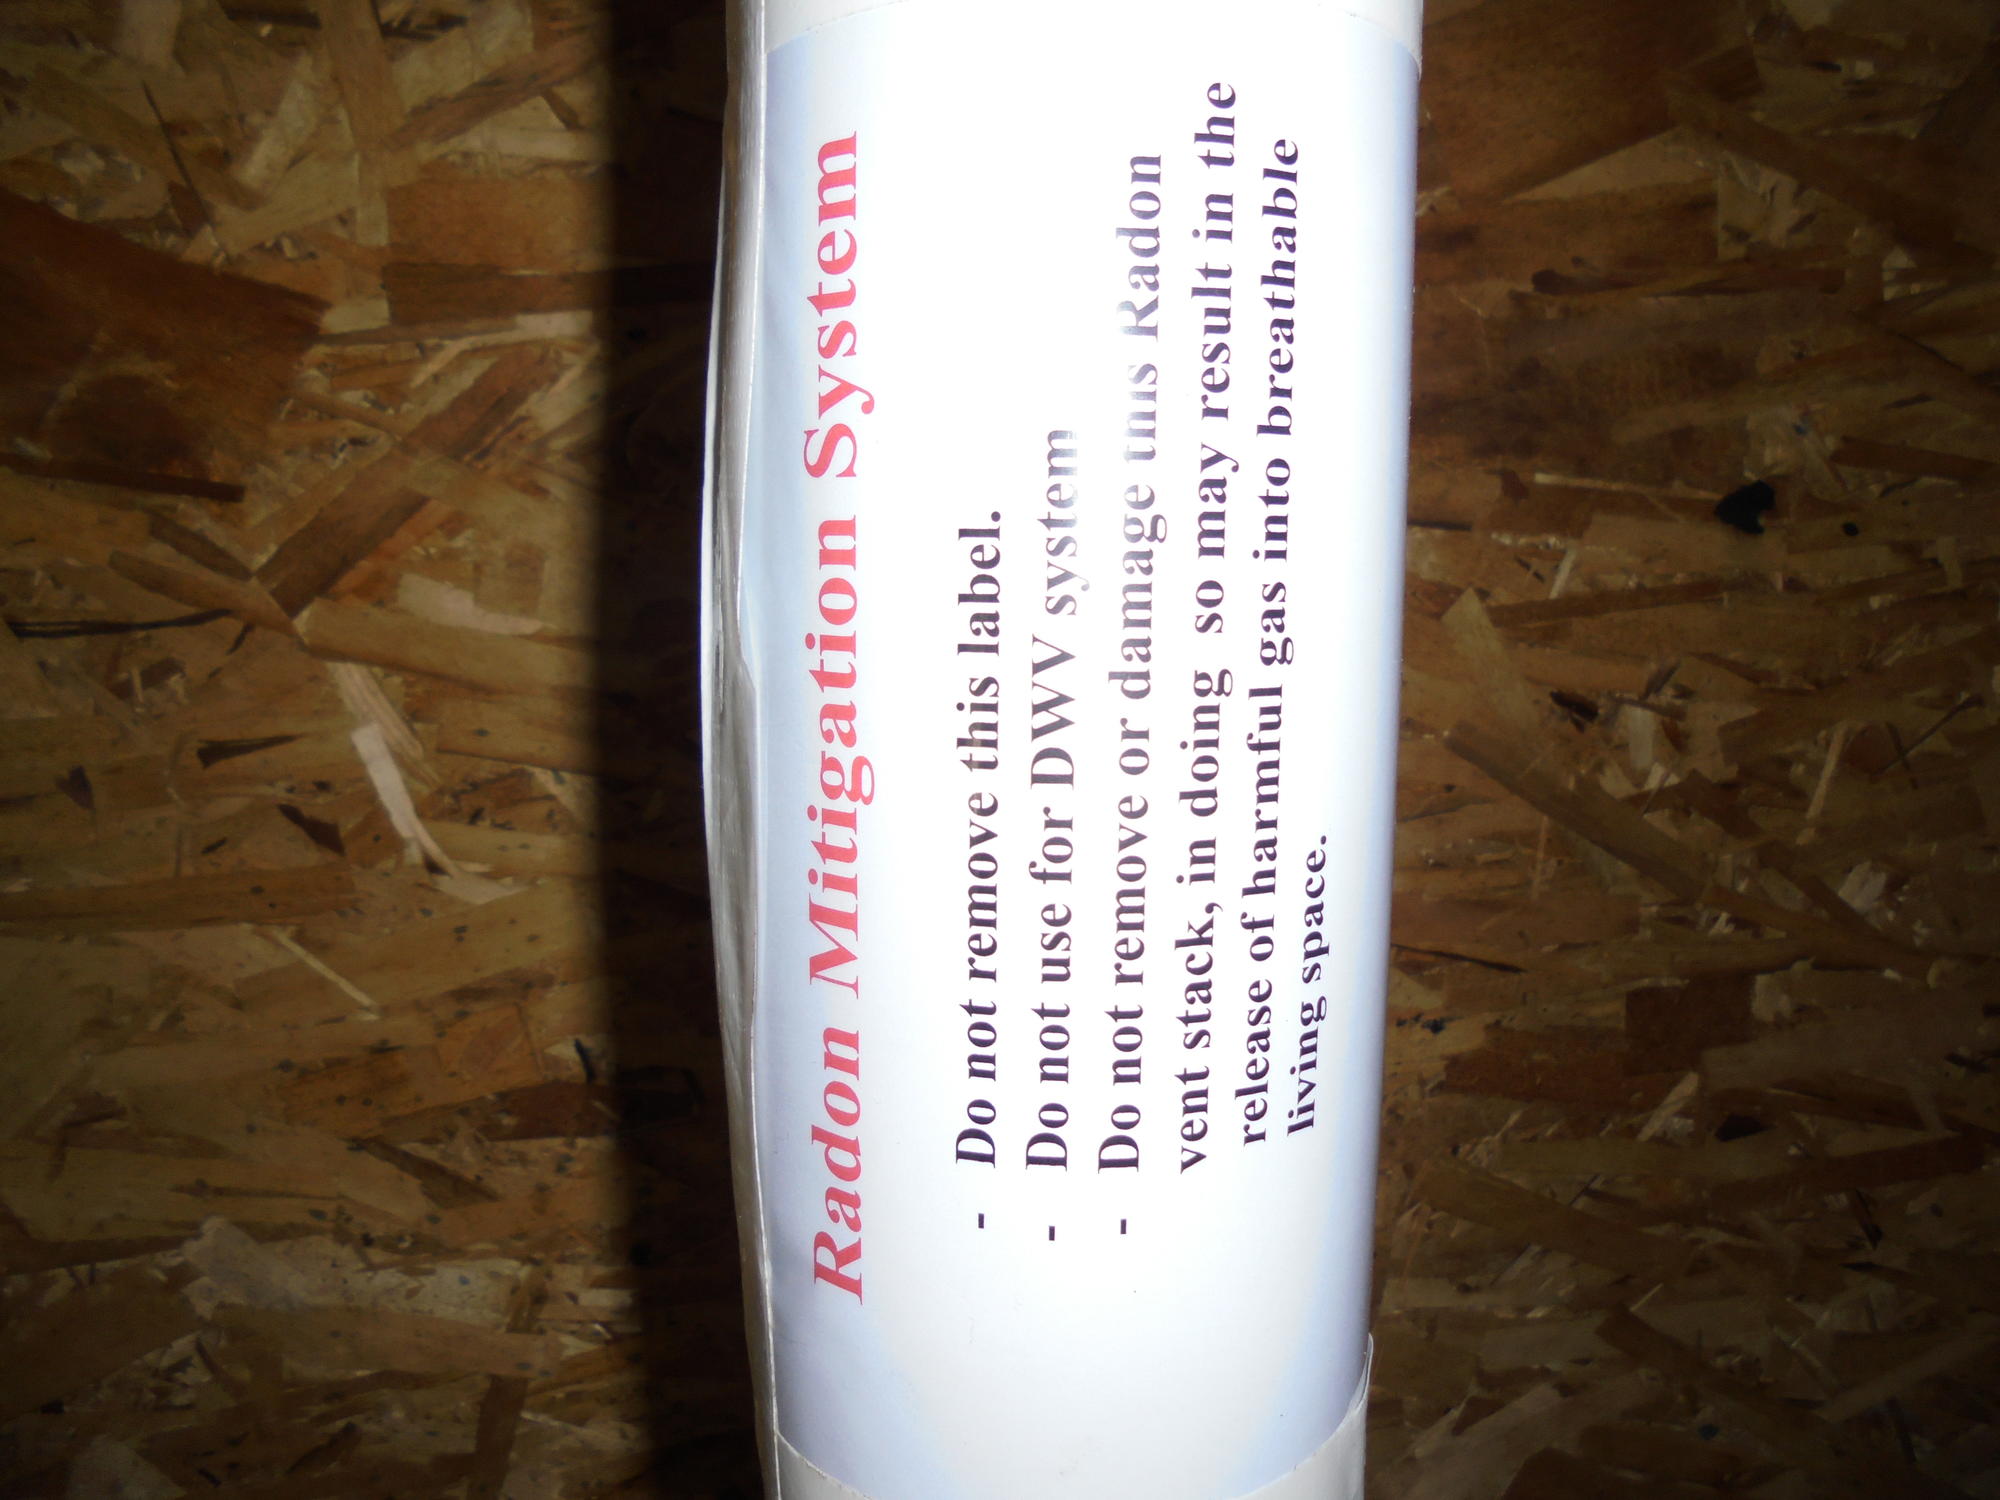 Radon Mitigation System
- Do not remove this label.
- Do not use for DWV system
- Do not remove or damage this Radon
vent stack, in doing so may result in the
release of harmful gas into breathable
living space.